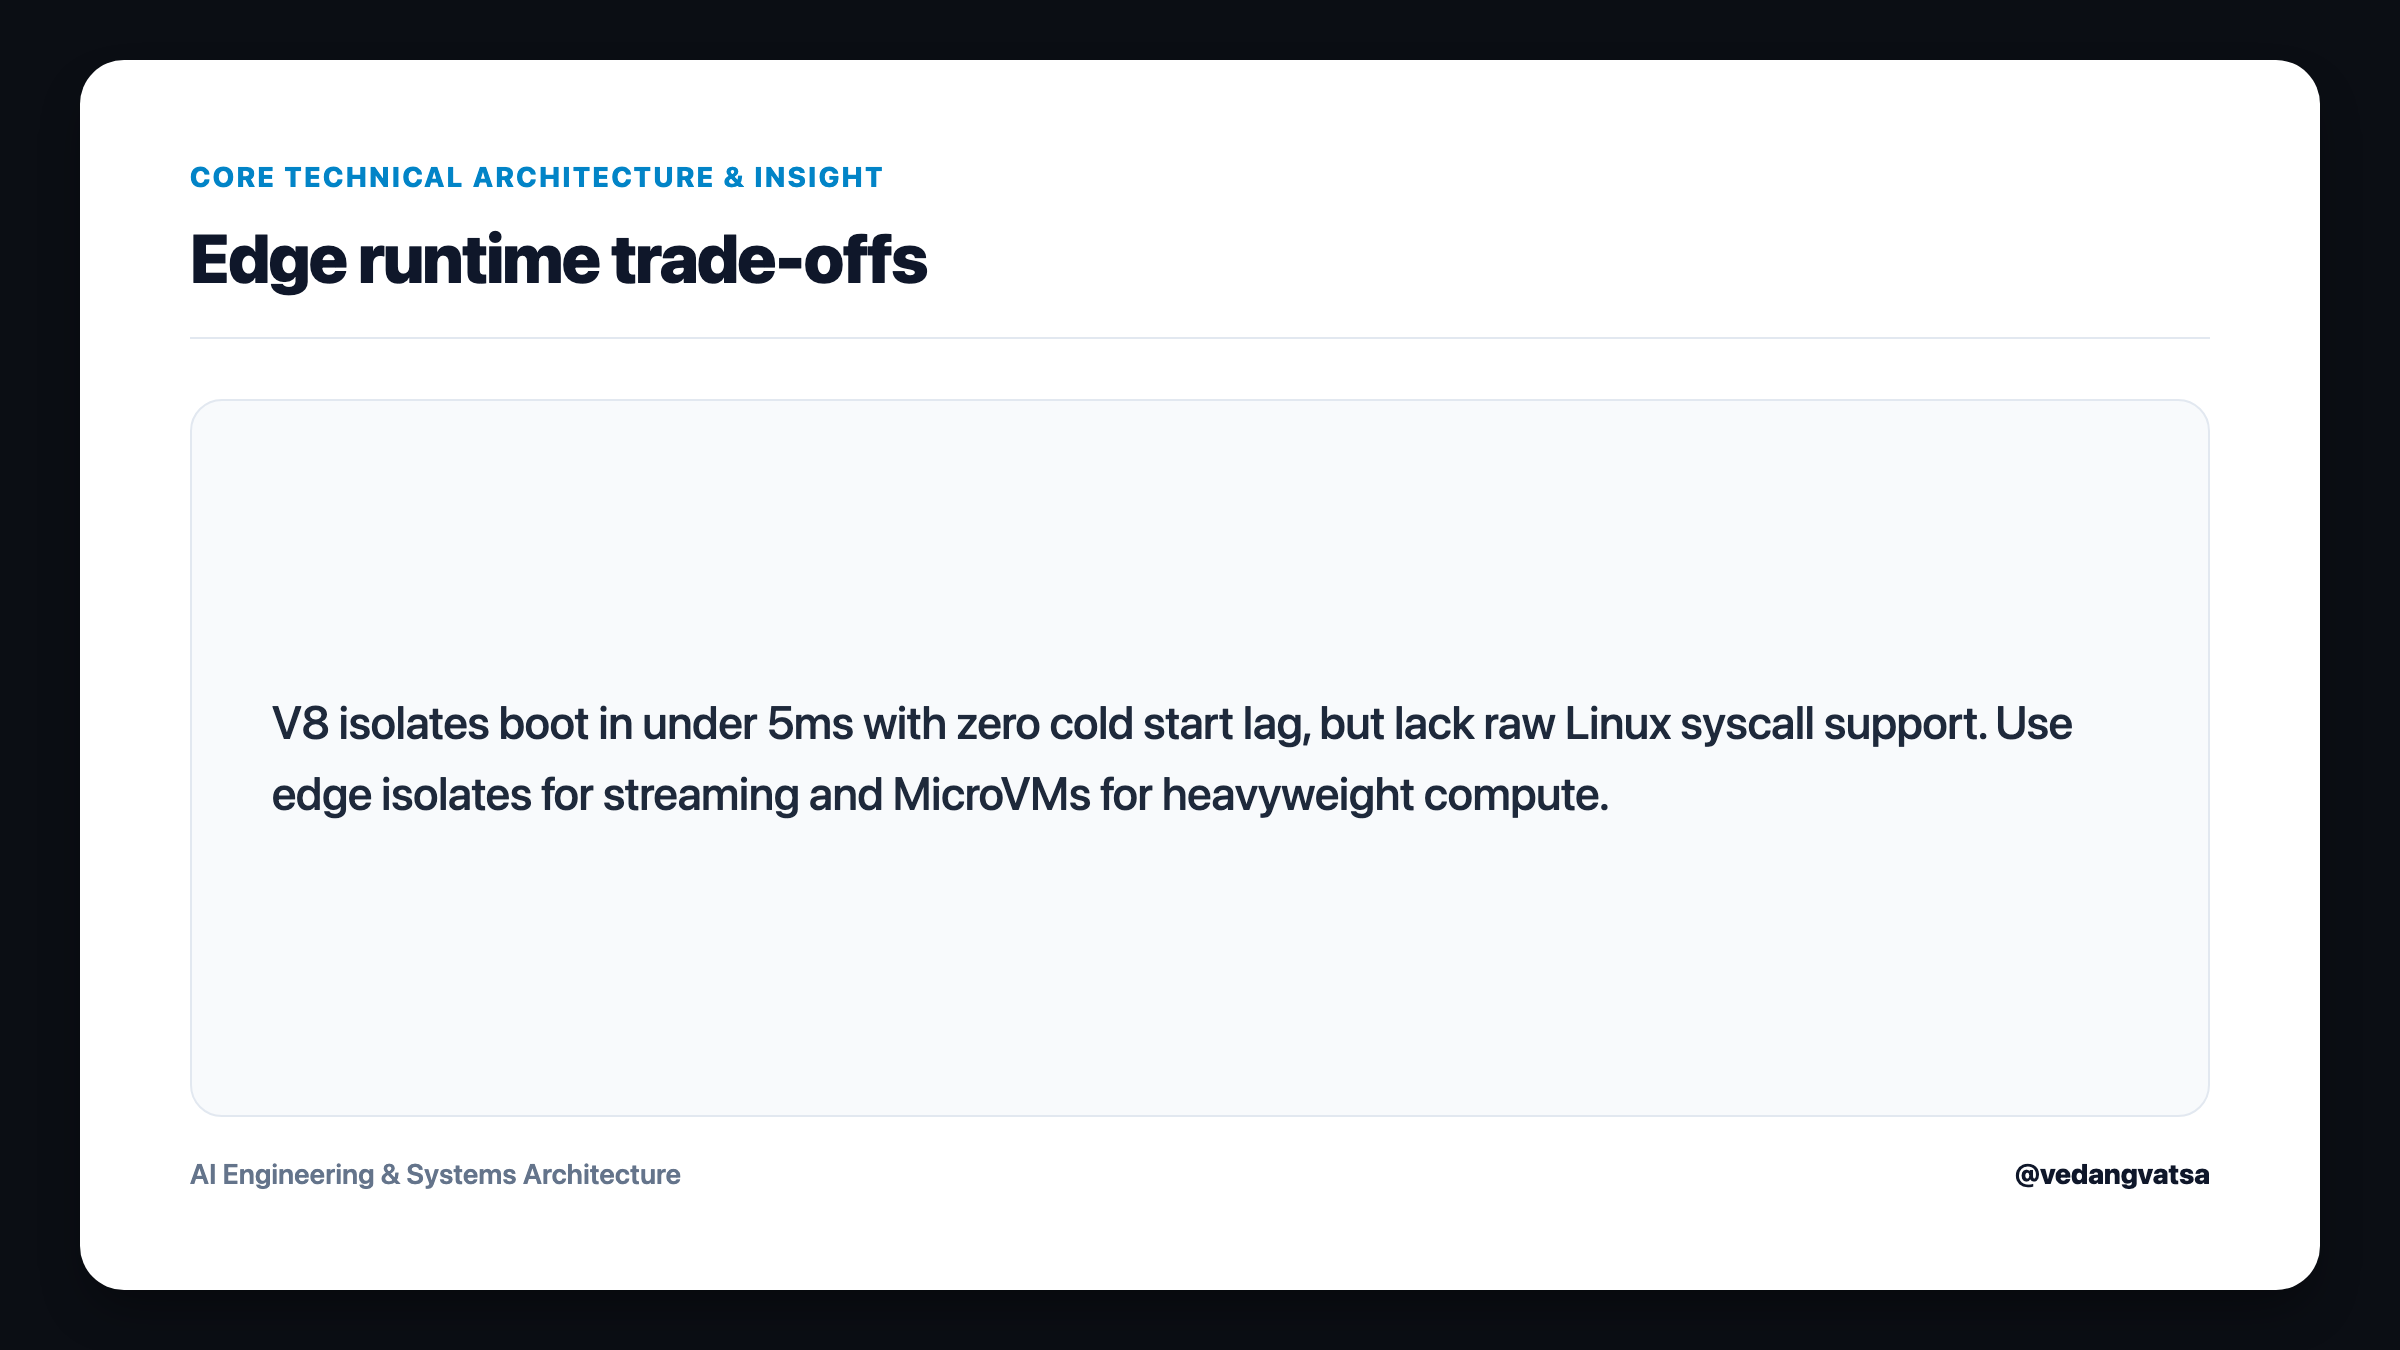 CORE TECHNICAL ARCHITECTURE & INSIGHT
Edge runtime trade-offs
V8 isolates boot in under 5ms with zero cold start lag, but lack raw Linux syscall support. Use
edge isolates for streaming and MicroVMs for heavyweight compute.
AI Engineering & Systems Architecture
@vedangvatsa